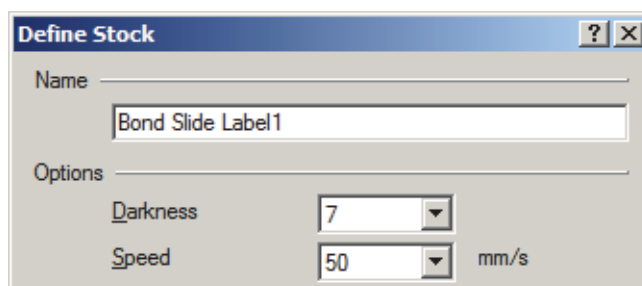 Define Stock
Name
Bond Slide Label1
Options
Darkness 7
Speed 50 mm/s